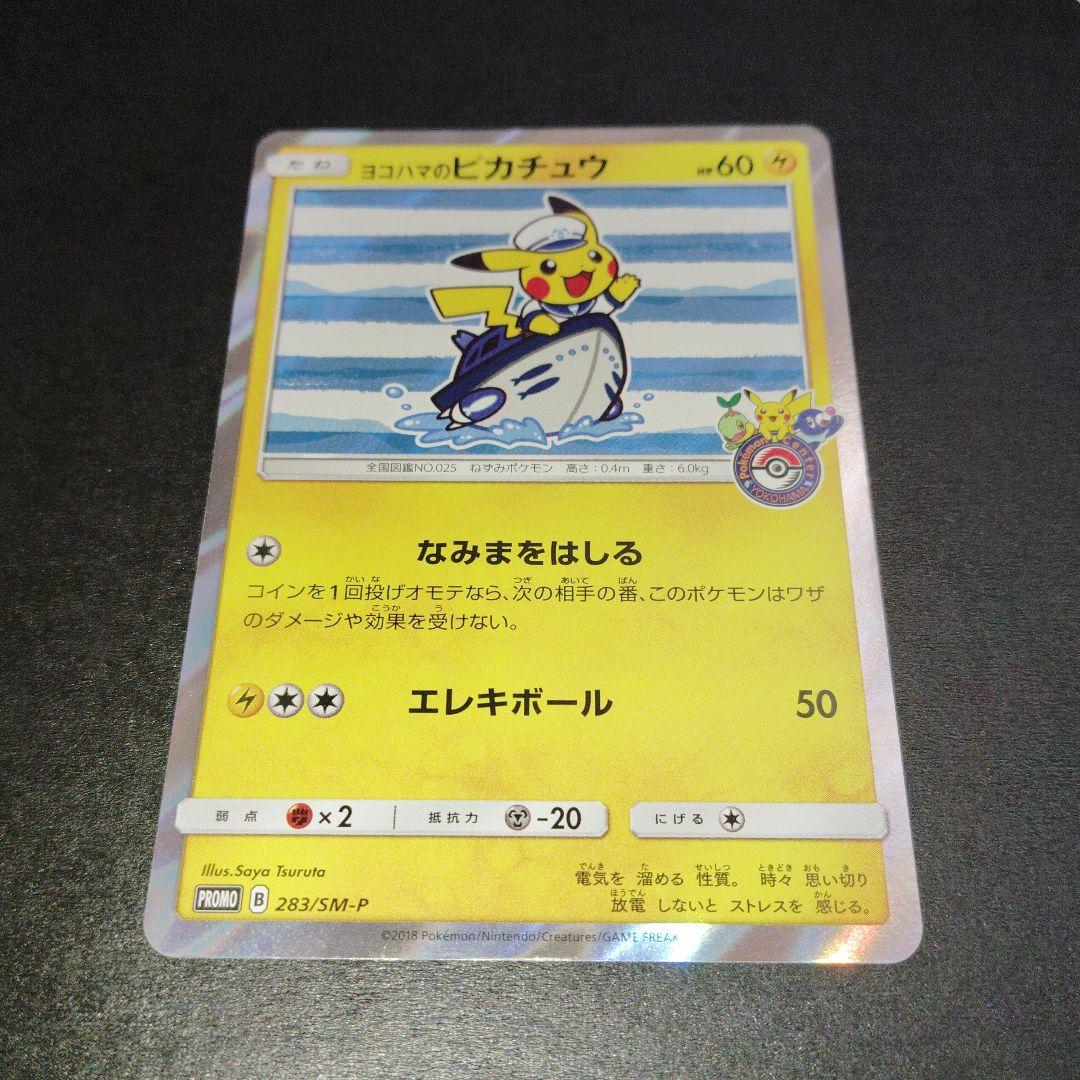 たね ヨコハマのピカチュウ HP60
全国図鑑NO.025 ねずみポケモン 高さ:0.4m 重さ:6.0kg
Pokémon Center
YOKOHAMA
なみまをはしる
コインを1回投げオモテなら、次の相手の番、このポケモンはワザ
のダメージや効果を受けない。
エレキボール 50
弱点 ×2 抵抗力 -20 にげる
Illus.Saya Tsuruta
電気を 溜める 性質。 時々 思い切り
放電 しないと ストレスを 感じる。
PROMO B 283/SM-P
©2018 Pokémon/Nintendo/Creatures/GAME FREAK